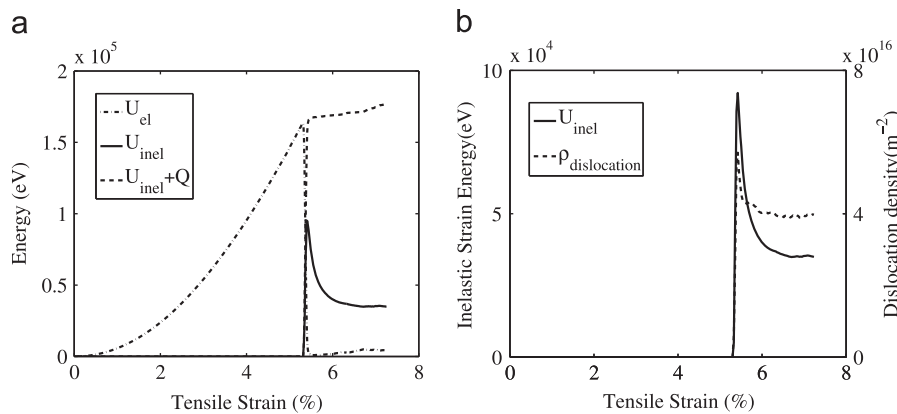 a
x 10^5
2
1.5
1
0.5
0
0 2 4 6 8
Energy (eV)
Tensile Strain (%)
U_el
U_inel
U_inel+Q
b
x 10^4
x 10^16
10
5
0
8
4
0
0 2 4 6 8
Inelastic Strain Energy(eV)
Dislocation density(m^-2)
Tensile Strain (%)
U_inel
ρ_dislocation